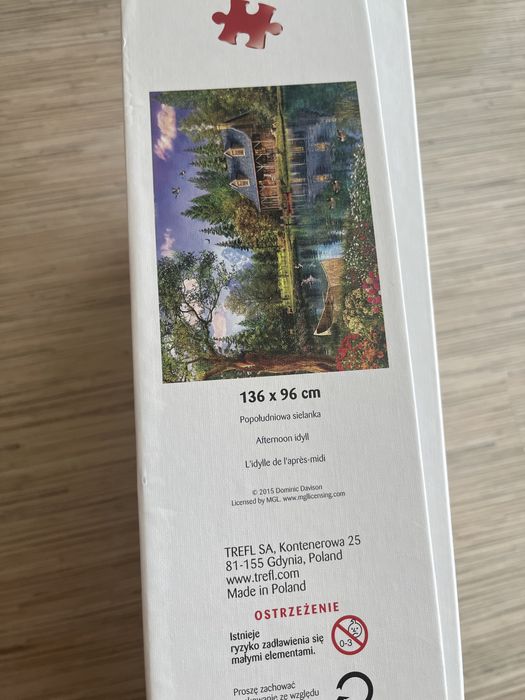 136 x 96 cm
Popołudniowa sielanka
Afternoon idyll
L'idylle de l'après-midi
© 2015 Dominic Davison
Licensed by MGL. www.mgllicensing.com
TREFL SA, Kontenerowa 25
81-155 Gdynia, Poland
www.trefl.com
Made in Poland
OSTRZEŻENIE
Istnieje
ryzyko zadławienia się
małymi elementami.
0-3
Proszę zachować
ze względu